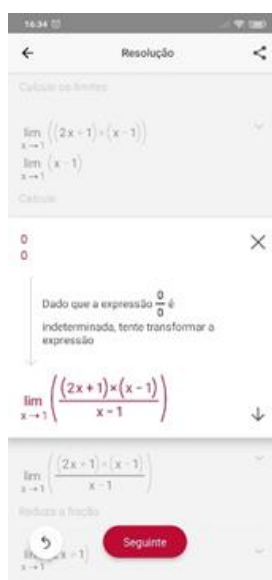 16:34
Resolução
Calcule os limites
lim x→1 ((2x + 1)×(x - 1))
lim x→1 (x - 1)
Calcule
0
0
Dado que a expressão 0/0 é
indeterminada, tente transformar a
expressão
lim x→1 ((2x + 1)×(x - 1) / x - 1)
lim x→1 ((2x + 1)×(x - 1) / x - 1)
Reduza a fração
Seguinte